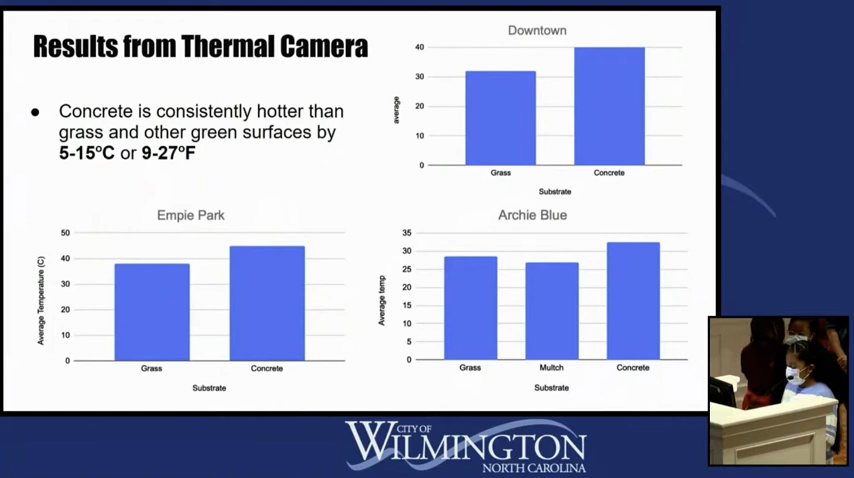 Results from Thermal Camera
● Concrete is consistently hotter than
grass and other green surfaces by
5-15ºC or 9-27ºF
Downtown
average
40
30
20
10
0
Grass
Concrete
Substrate
Empie Park
Average Temperature (C)
50
40
30
20
10
0
Grass
Concrete
Substrate
Archie Blue
Average temp
35
30
25
20
15
10
5
0
Grass
Multch
Concrete
Substrate
CITY OF
WILMINGTON
NORTH CAROLINA